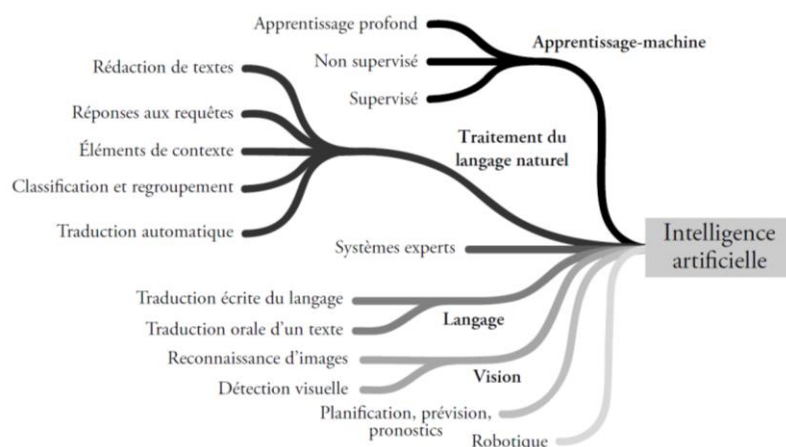 Apprentissage profond
Apprentissage-machine
Non supervisé
Supervisé
Rédaction de textes
Réponses aux requêtes
Éléments de contexte
Classification et regroupement
Traduction automatique
Traitement du
langage naturel
Systèmes experts
Intelligence
artificielle
Traduction écrite du langage
Traduction orale d'un texte
Langage
Reconnaissance d'images
Détection visuelle
Vision
Planification, prévision,
pronostics
Robotique